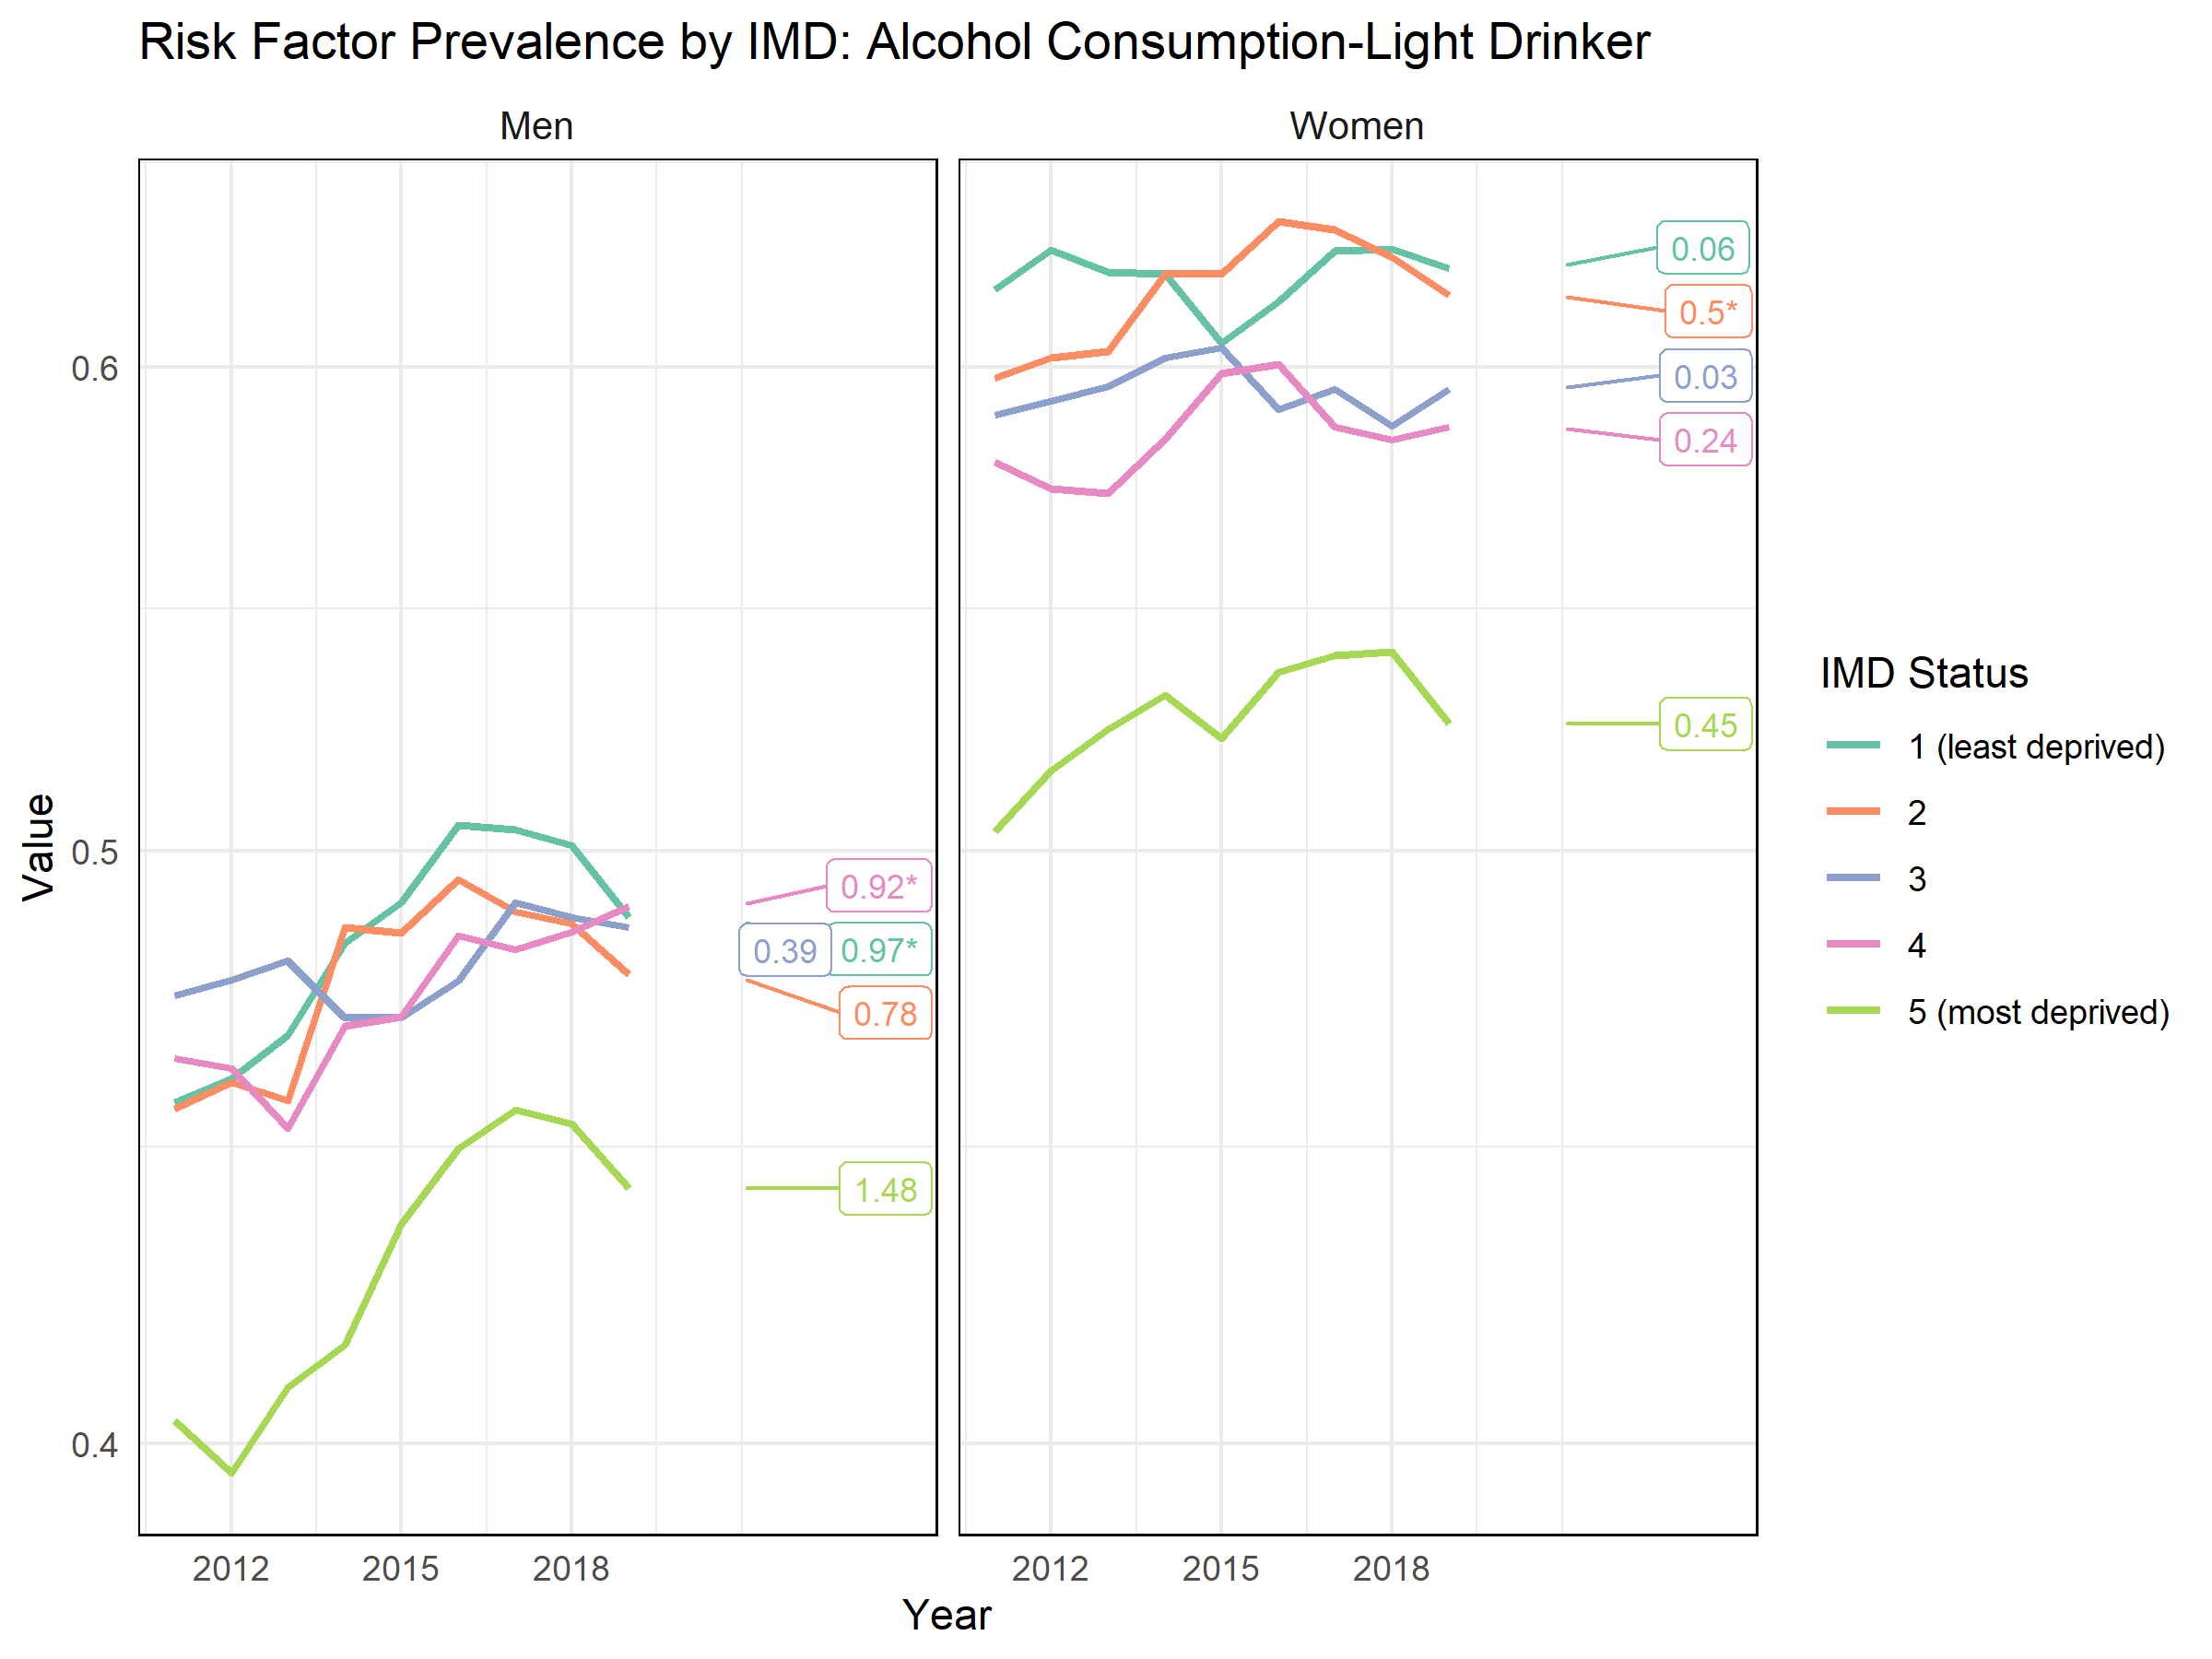 Risk Factor Prevalence by IMD: Alcohol Consumption-Light Drinker
Men
Women
Value
0.6
0.5
0.4
0.92*
0.39
0.97*
0.78
1.48
0.06
0.5*
0.03
0.24
0.45
2012 2015 2018
2012 2015 2018
Year
IMD Status
1 (least deprived)
2
3
4
5 (most deprived)